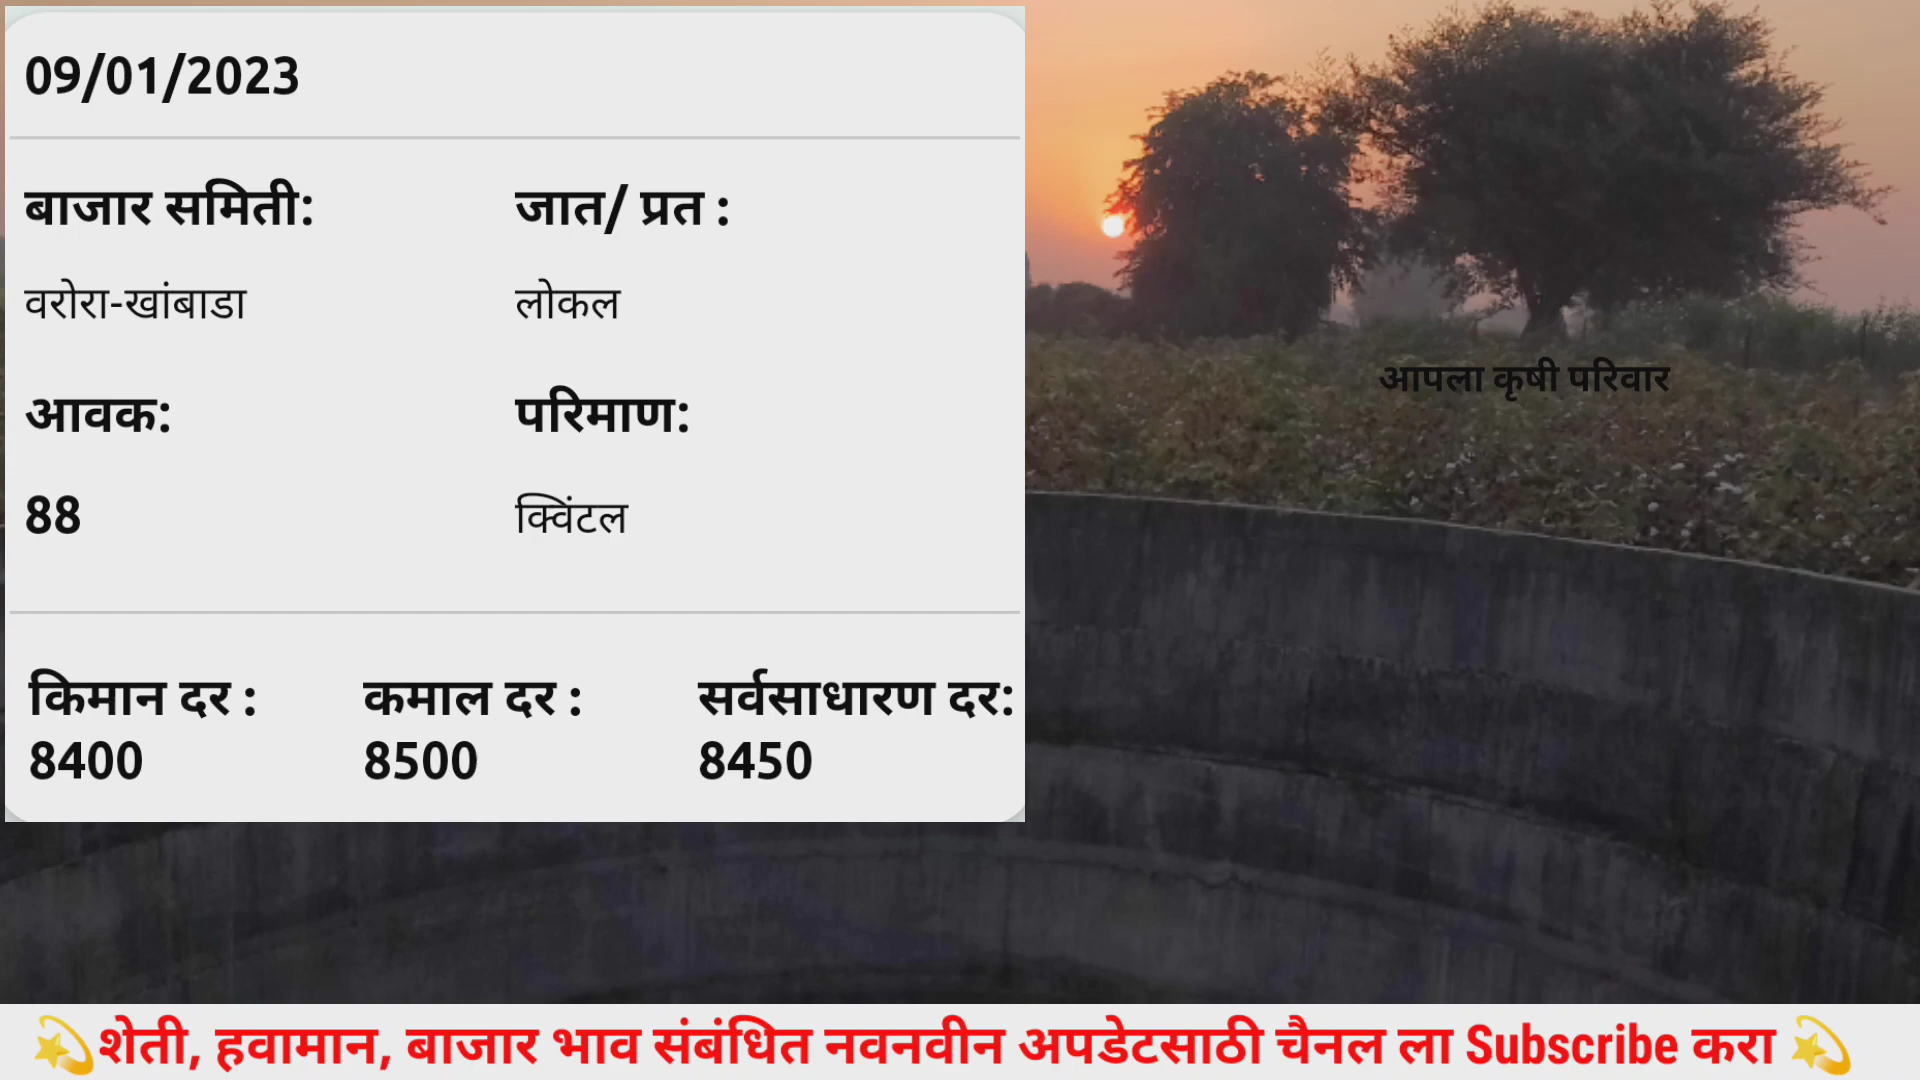 09/01/2023
बाजार समिती: जात/ प्रत :
वरोरा-खांबाडा लोकल
आवक: परिमाण:
88 क्विंटल
किमान दर : कमाल दर : सर्वसाधारण दर:
8400 8500 8450
आपला कृषी परिवार
शेती, हवामान, बाजार भाव संबंधित नवनवीन अपडेटसाठी चैनल ला Subscribe करा